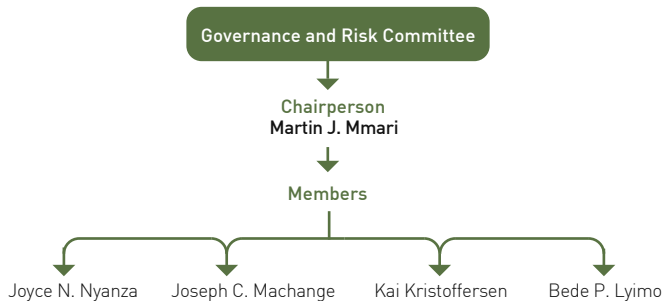 Governance and Risk Committee
Chairperson
Martin J. Mmari
Members
Joyce N. Nyanza
Joseph C. Machange
Kai Kristoffersen
Bede P. Lyimo